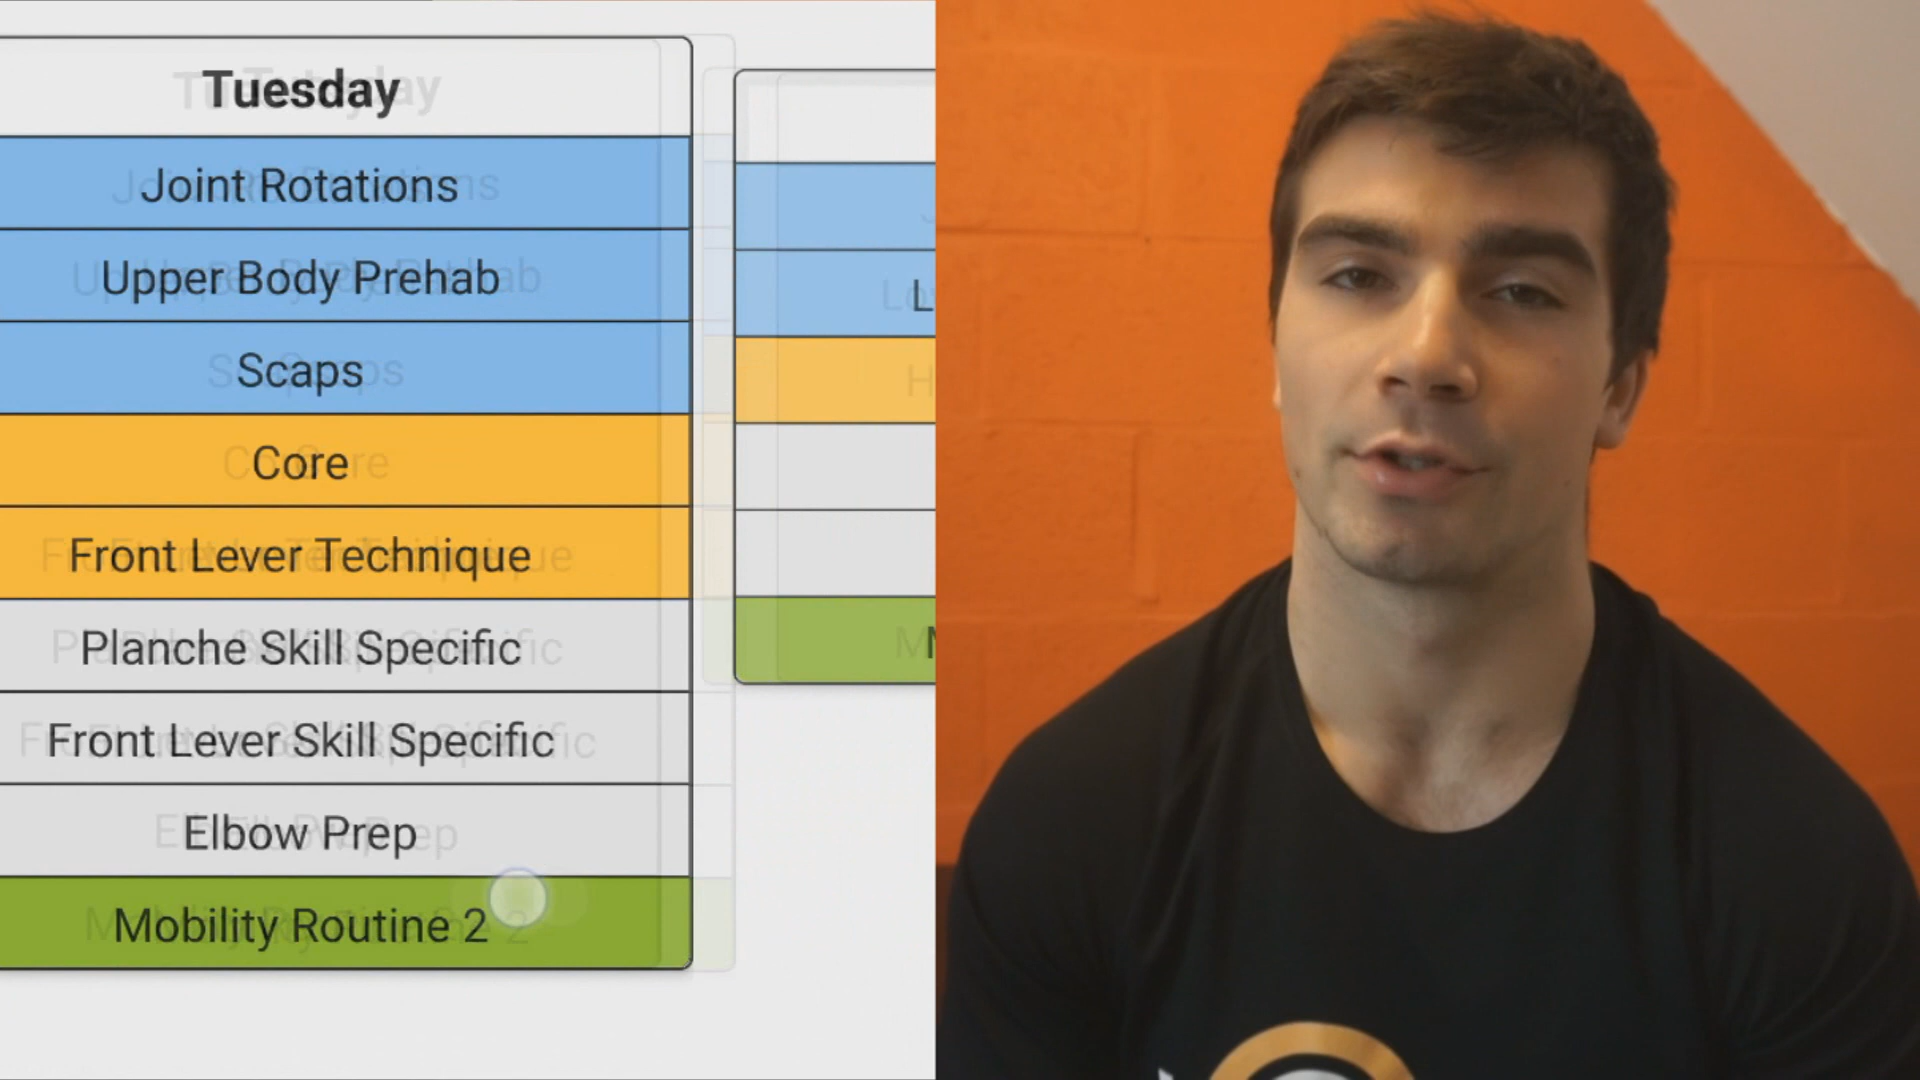 Tuesday
Joint Rotations
Upper Body Prehab
Scaps
Core
Front Lever Technique
Planche Skill Specific
Front Lever Skill Specific
Elbow Prep
Mobility Routine 2